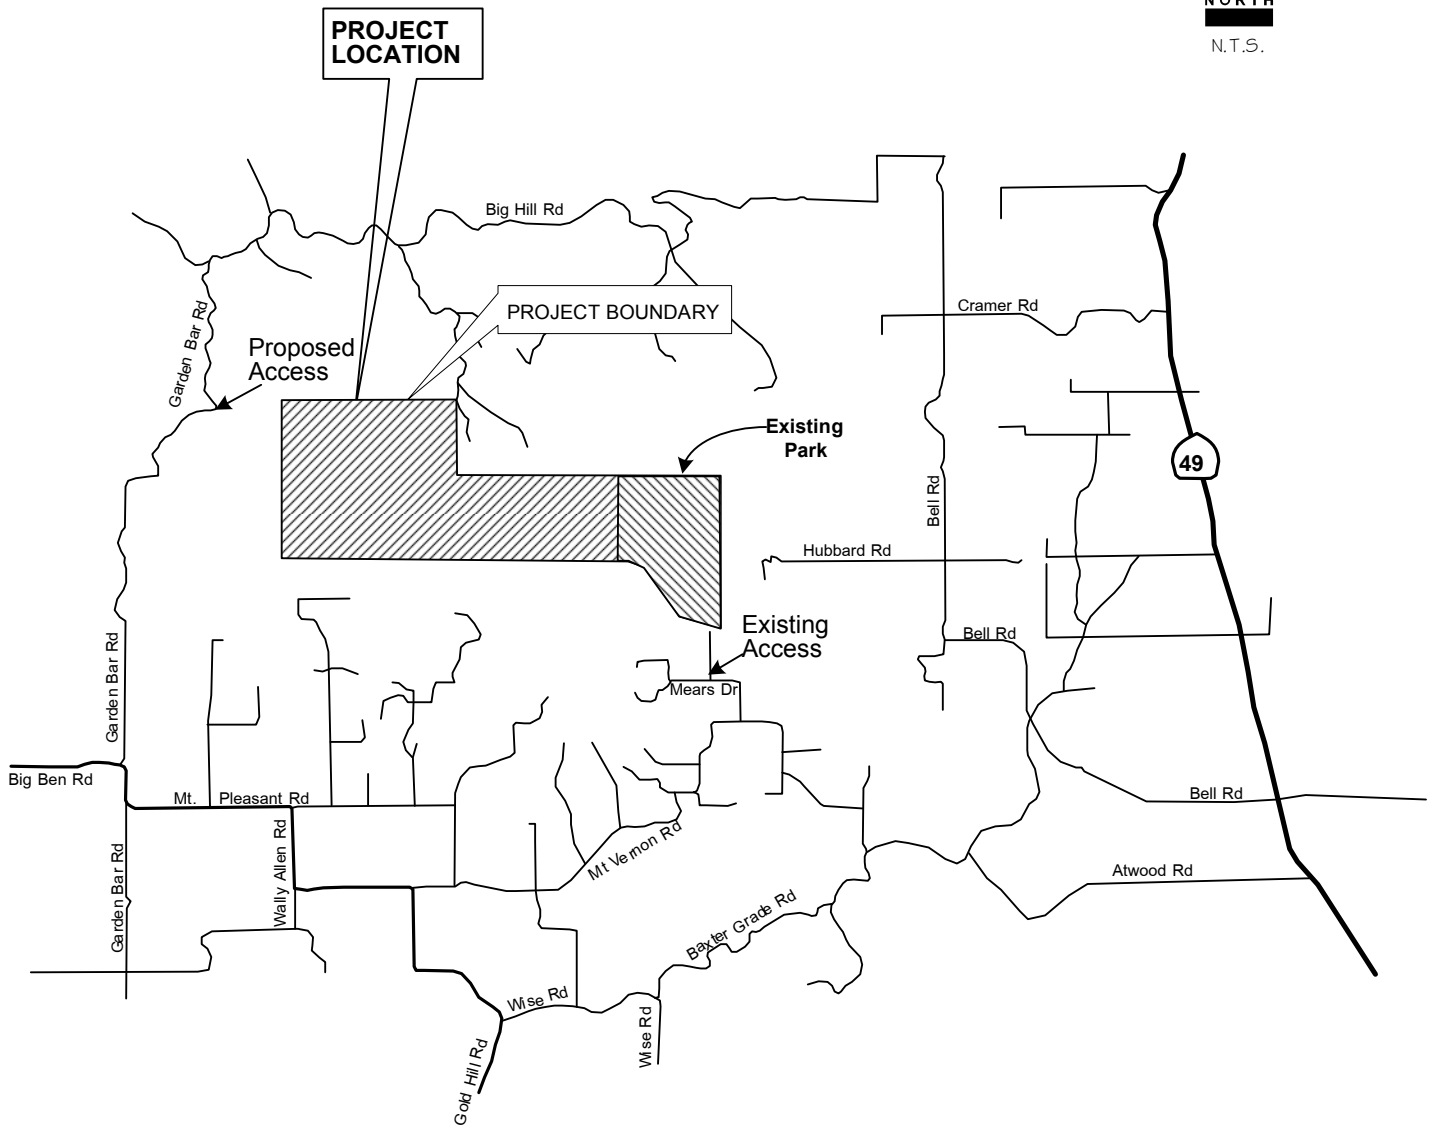 NORTH
N.T.S.
PROJECT
LOCATION
Big Hill Rd
PROJECT BOUNDARY
Cramer Rd
Garden Bar Rd
Proposed
Access
Existing
Park
49
Bell Rd
Hubbard Rd
Existing
Access
Bell Rd
Garden Bar Rd
Mears Dr
Big Ben Rd
Mt. Pleasant Rd
Bell Rd
Wally Allen Rd
Mt Vernon Rd
Garden Bar Rd
Atwood Rd
Baxter Grade Rd
Wise Rd
Wise Rd
Gold Hill Rd